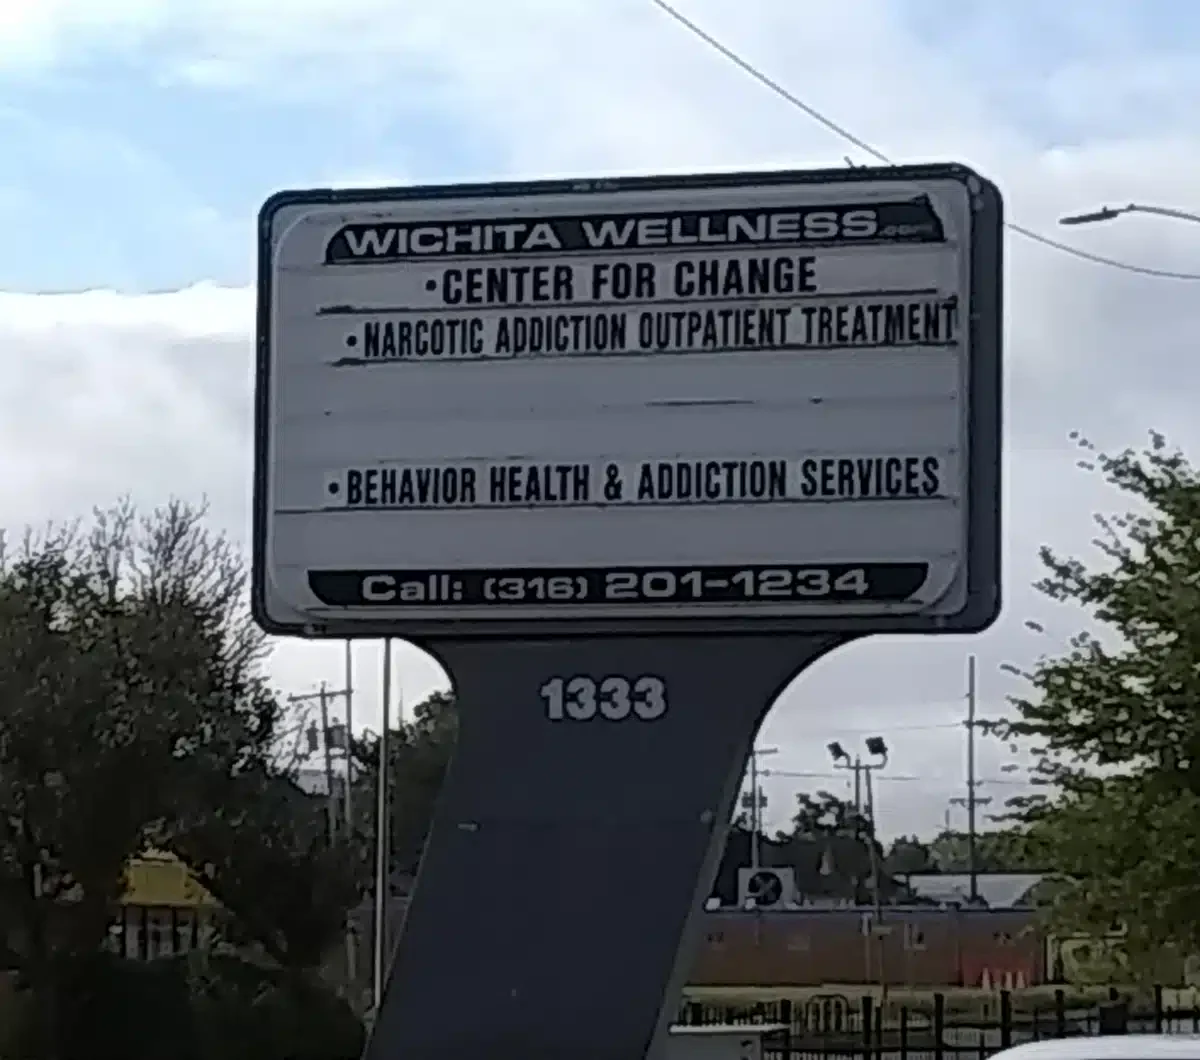 WICHITA WELLNESS.com
•CENTER FOR CHANGE
•NARCOTIC ADDICTION OUTPATIENT TREATMENT
•BEHAVIOR HEALTH & ADDICTION SERVICES
Call: (316) 201-1234
1333